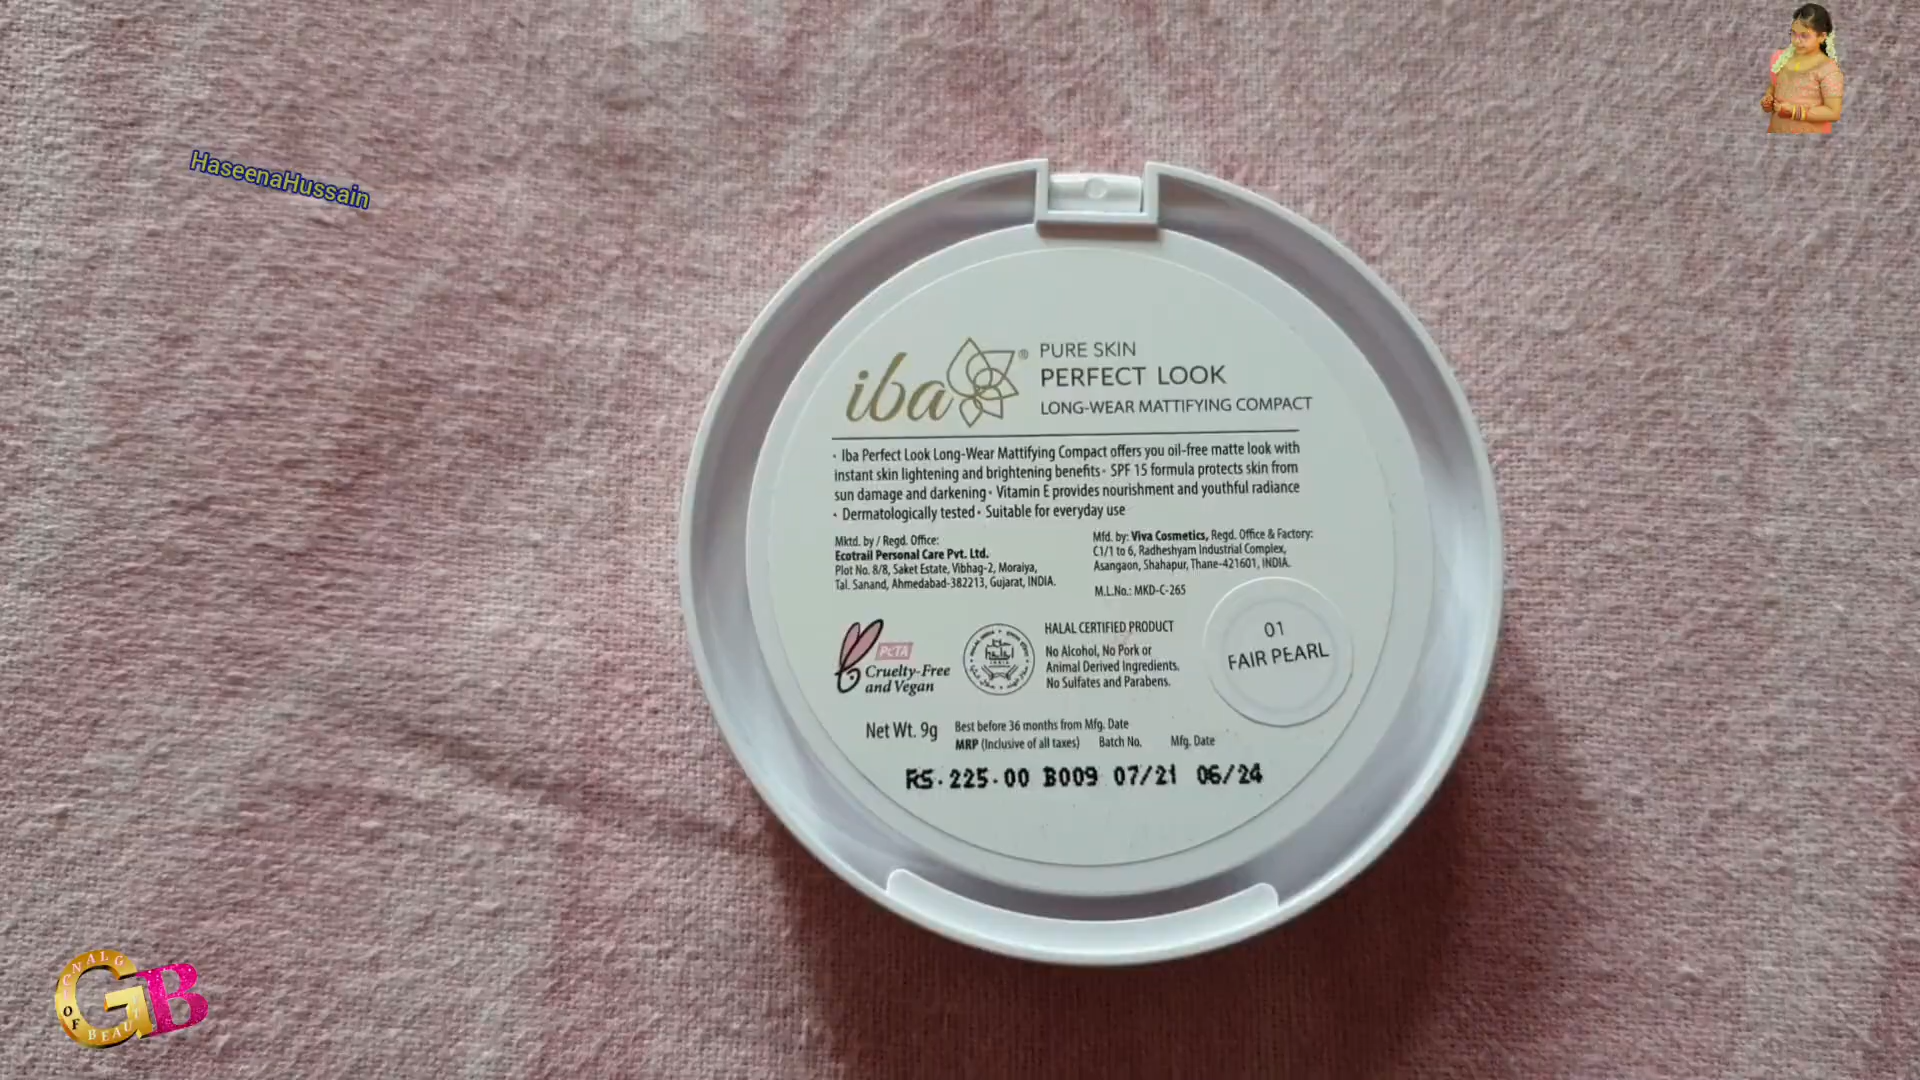 HaseenaHussain
iba® PURE SKIN
PERFECT LOOK
LONG-WEAR MATTIFYING COMPACT
• Iba Perfect Look Long-Wear Mattifying Compact offers you oil-free matte look with
instant skin lightening and brightening benefits • SPF 15 formula protects skin from
sun damage and darkening • Vitamin E provides nourishment and youthful radiance
• Dermatologically tested • Suitable for everyday use
Mktd. by / Regd. Office:
Ecotrail Personal Care Pvt. Ltd.
Plot No. 8/8, Saket Estate, Vibhag-2, Moraiya,
Tal. Sanand, Ahmedabad-382213, Gujarat, INDIA.
Mfd. by: Viva Cosmetics, Regd. Office & Factory:
C1/1 to 6, Radheshyam Industrial Complex,
Asangaon, Shahapur, Thane-421601, INDIA.
M.L.No.: MKD-C-265
PETA
Cruelty-Free
and Vegan
HALAL CERTIFIED PRODUCT
No Alcohol, No Pork or
Animal Derived Ingredients.
No Sulfates and Parabens.
01
FAIR PEARL
Net Wt. 9g
Best before 36 months from Mfg. Date
MRP (Inclusive of all taxes) Batch No. Mfg. Date
RS.225.00 B009 07/21 06/24
GB
OF